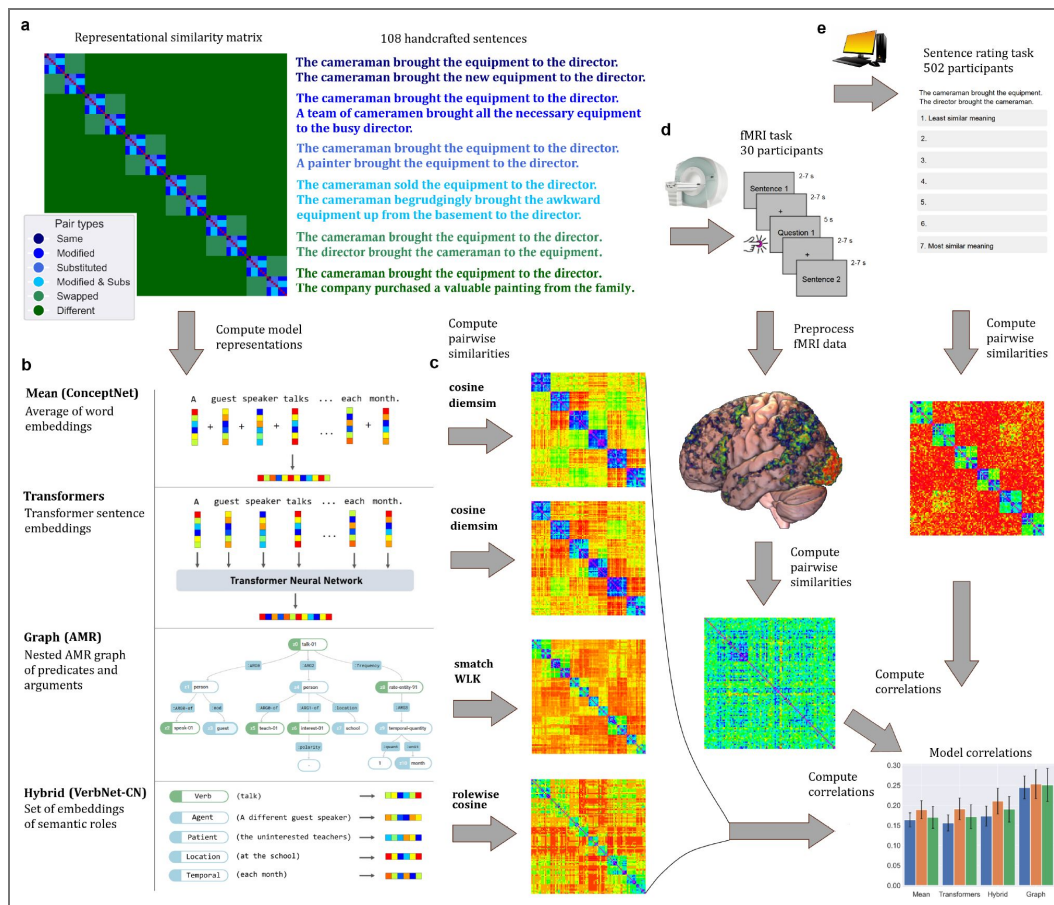 a
Representational similarity matrix
108 handcrafted sentences
The cameraman brought the equipment to the director.
The cameraman brought the new equipment to the director.
The cameraman brought the equipment to the director.
A team of cameramen brought all the necessary equipment
to the busy director.
The cameraman brought the equipment to the director.
A painter brought the equipment to the director.
The cameraman sold the equipment to the director.
The cameraman begrudgingly brought the awkward
equipment up from the basement to the director.
The cameraman brought the equipment to the director.
The director brought the cameraman to the equipment.
The cameraman brought the equipment to the director.
The company purchased a valuable painting from the family.
Pair types
Same
Modified
Substituted
Modified & Subs
Swapped
Different
d
fMRI task
30 participants
Sentence 1
2-7 s
+
2-7 s
Question 1
5 s
+
2-7 s
Sentence 2
2-7 s
e
Sentence rating task
502 participants
The cameraman brought the equipment.
The director brought the cameraman.
1. Least similar meaning
2.
3.
4.
5.
6.
7. Most similar meaning
Compute model
representations
Compute
pairwise
similarities
Preprocess
fMRI data
Compute
pairwise
similarities
b
Mean (ConceptNet)
Average of word
embeddings
A guest speaker talks ... each month.
+ + + ... +
Transformers
Transformer sentence
embeddings
A guest speaker talks ... each month.
...
Transformer Neural Network
Graph (AMR)
Nested AMR graph
of predicates and
arguments
talk-01
:ARG0
:ARG2
:frequency
person
person
rate-entity-91
:ARG0-of
:ARG0-of
:ARG1-of
:location
speak-01
guest
teach-01
interest-01
school
temporal-quantity
:polarity
-
:quant
:unit
1
month
Hybrid (VerbNet-CN)
Set of embeddings
of semantic roles
Verb (talk)
Agent (A different guest speaker)
Patient (the uninterested teachers)
Location (at the school)
Temporal (each month)
c
cosine
diemsim
cosine
diemsim
smatch
WLK
rolewise
cosine
Compute
pairwise
similarities
Compute
correlations
Compute
correlations
Model correlations
0.30
0.25
0.20
0.15
0.10
0.05
0.00
Mean Transformers Hybrid Graph